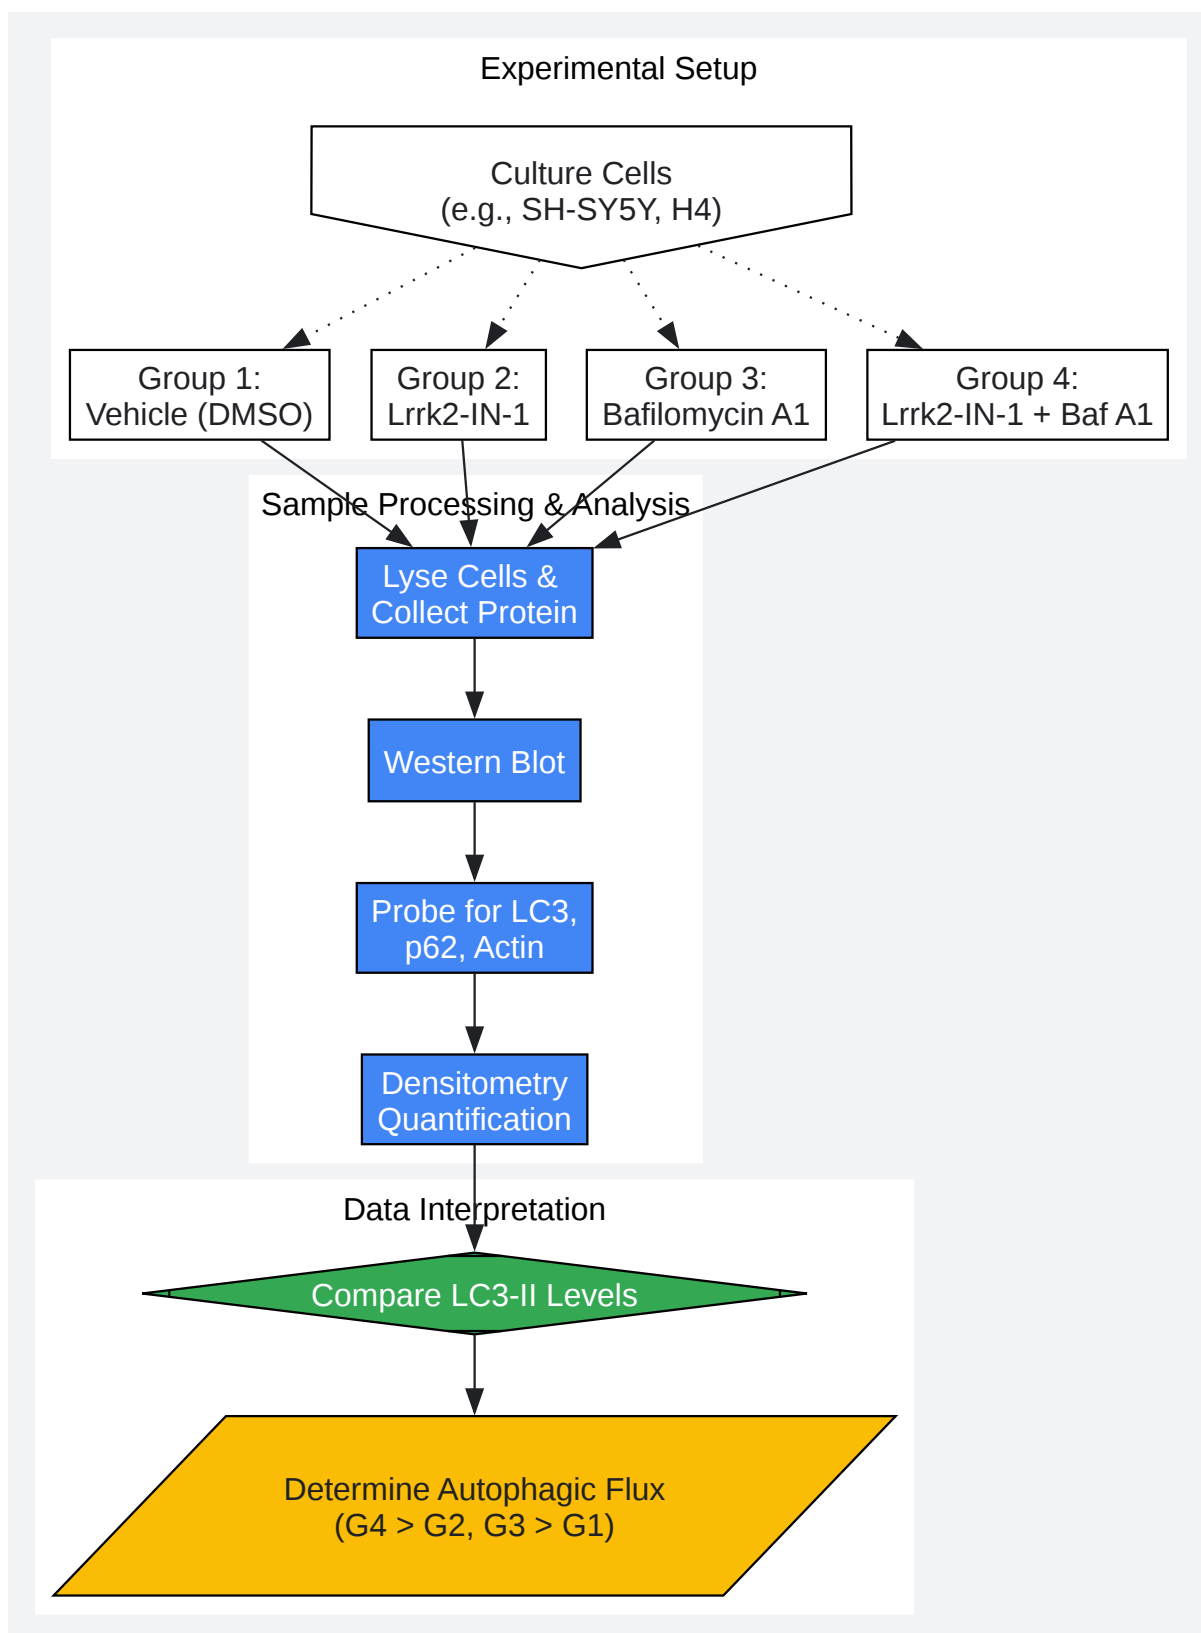 Experimental Setup
Culture Cells
(e.g., SH-SY5Y, H4)
Group 1:
Vehicle (DMSO)
Group 2:
Lrrk2-IN-1
Group 3:
Bafilomycin A1
Group 4:
Lrrk2-IN-1 + Baf A1
Sample Processing & Analysis
Lyse Cells &
Collect Protein
Western Blot
Probe for LC3,
p62, Actin
Densitometry
Quantification
Data Interpretation
Compare LC3-II Levels
Determine Autophagic Flux
(G4 > G2, G3 > G1)